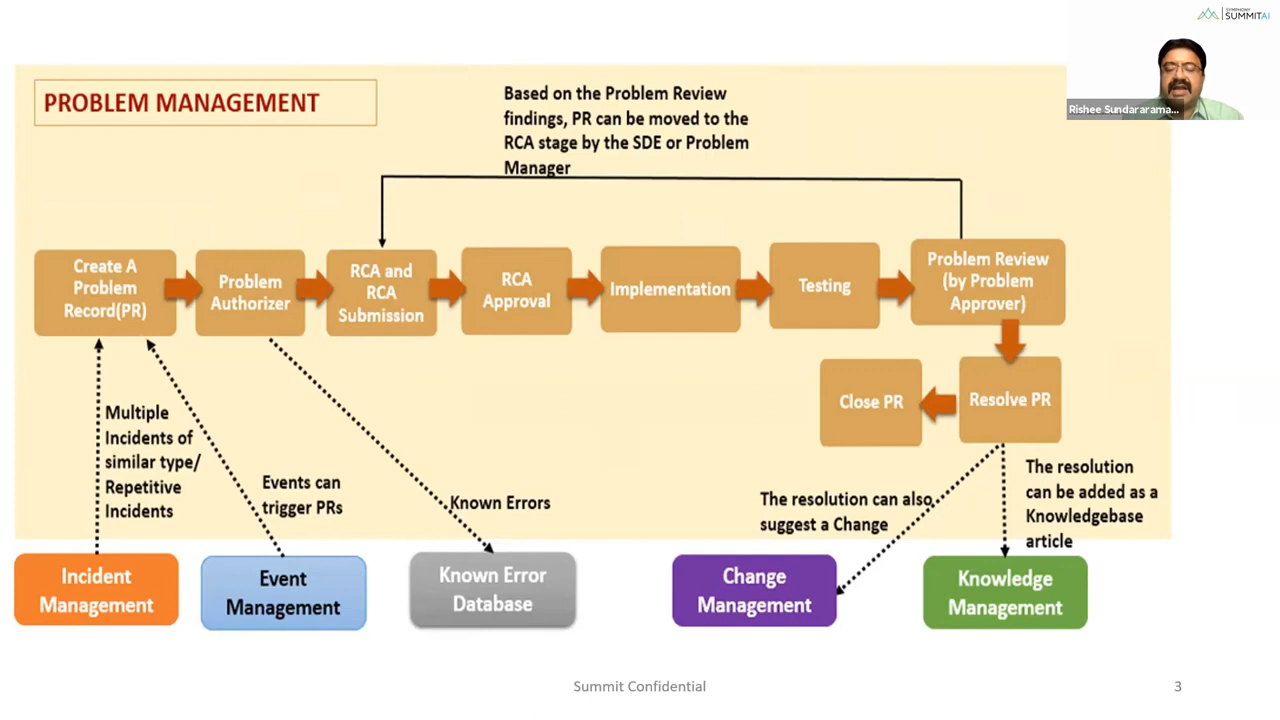 SYMPHONY
SUMMITAI
Rishee Sundararama...
PROBLEM MANAGEMENT
Based on the Problem Review
findings, PR can be moved to the
RCA stage by the SDE or Problem
Manager
Create A
Problem
Record(PR)
Problem
Authorizer
RCA and
RCA
Submission
RCA
Approval
Implementation
Testing
Problem Review
(by Problem
Approver)
Close PR
Resolve PR
Multiple
Incidents of
similar type/
Repetitive
Incidents
Events can
trigger PRs
Known Errors
The resolution can also
suggest a Change
The resolution
can be added as a
Knowledgebase
article
Incident
Management
Event
Management
Known Error
Database
Change
Management
Knowledge
Management
Summit Confidential
3